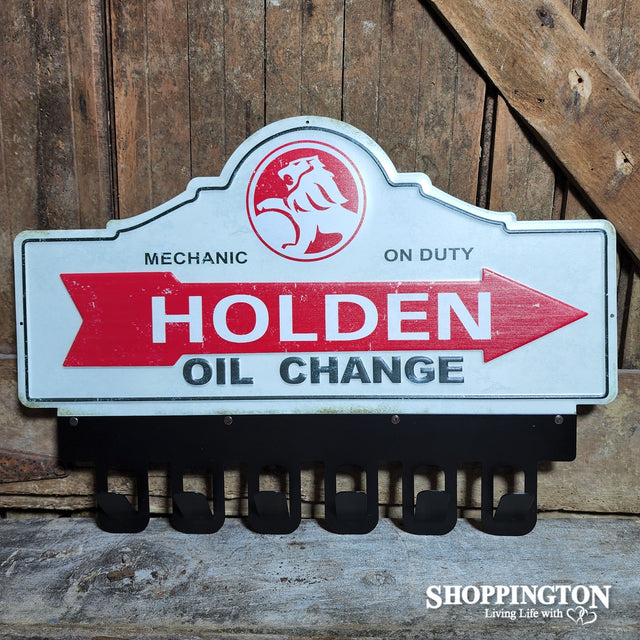 MECHANIC ON DUTY
HOLDEN
OIL CHANGE
SHOPPINGTON
Living Life with